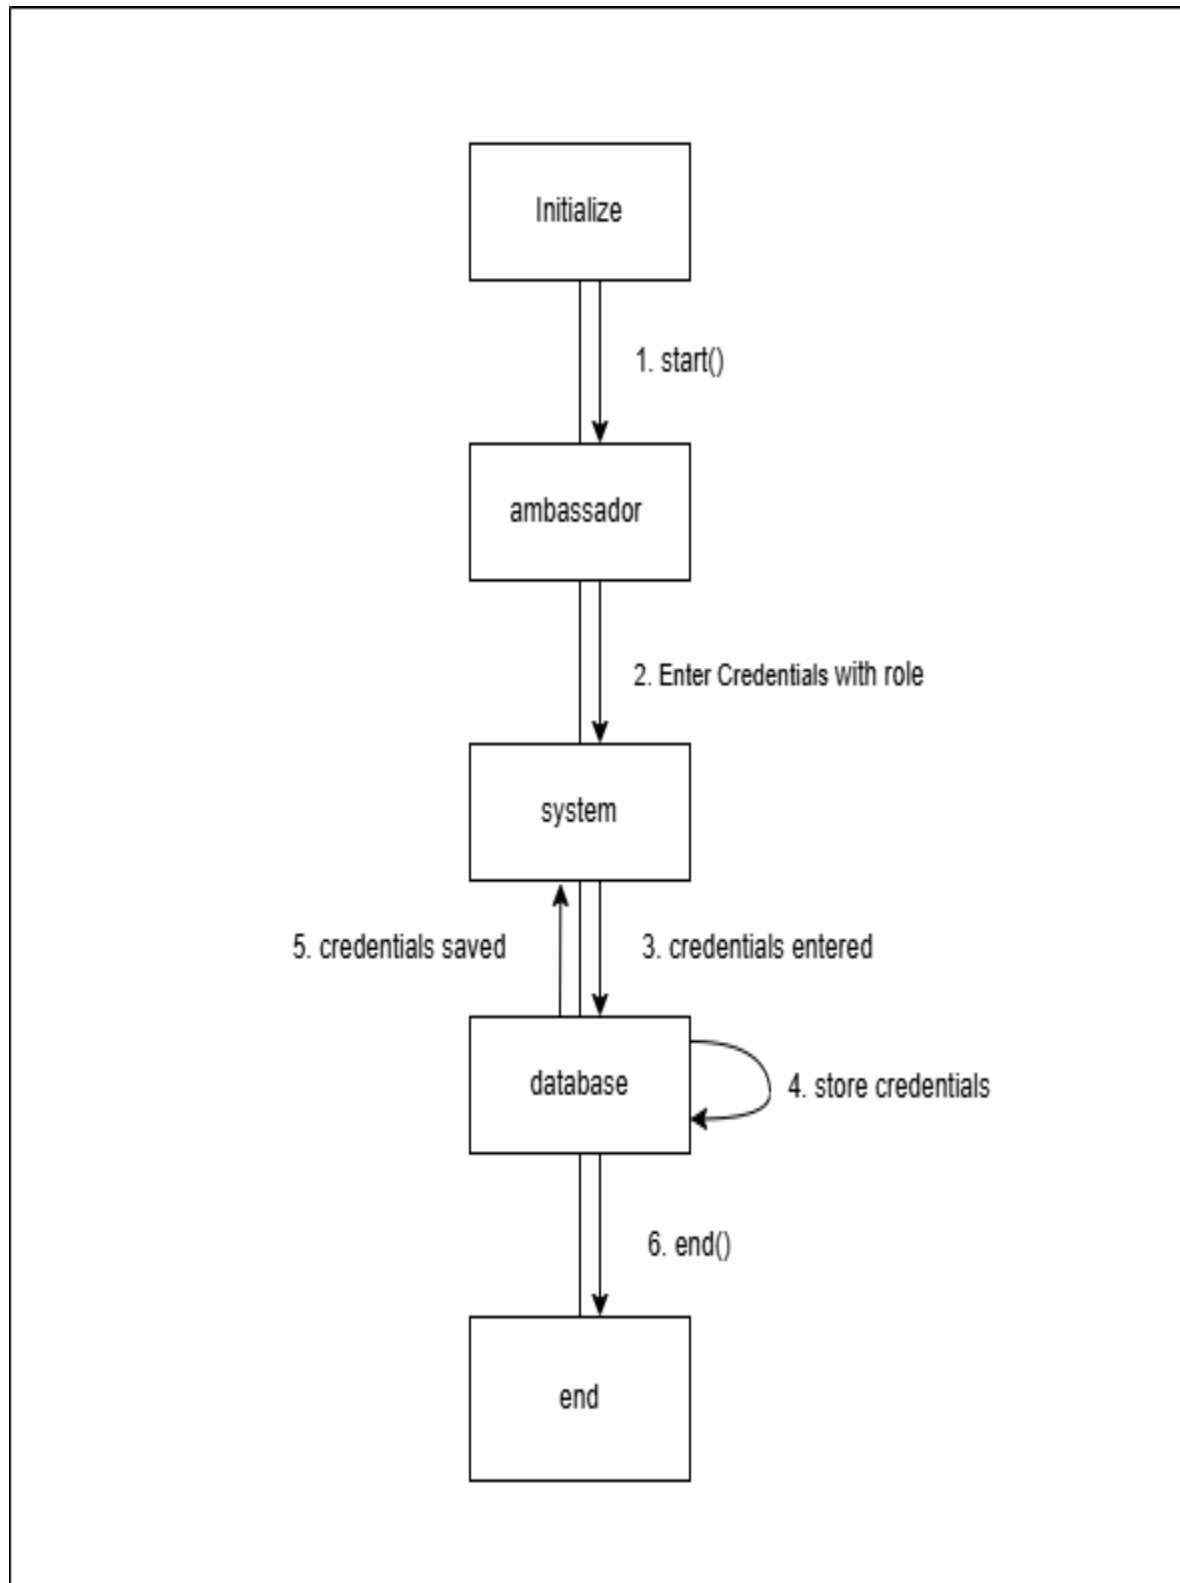 Initialize
1. start()
ambassador
2. Enter Credentials with role
system
5. credentials saved
3. credentials entered
database
4. store credentials
6. end()
end